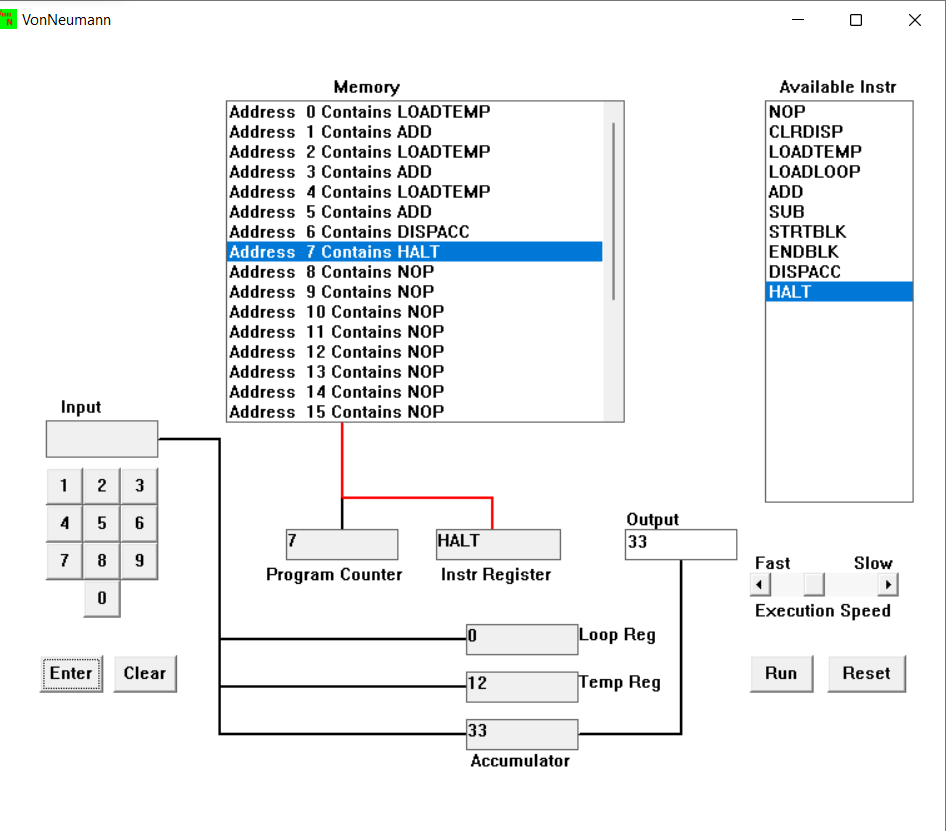 VonNeumann
Memory
Address 0 Contains LOADTEMP
Address 1 Contains ADD
Address 2 Contains LOADTEMP
Address 3 Contains ADD
Address 4 Contains LOADTEMP
Address 5 Contains ADD
Address 6 Contains DISPACC
Address 7 Contains HALT
Address 8 Contains NOP
Address 9 Contains NOP
Address 10 Contains NOP
Address 11 Contains NOP
Address 12 Contains NOP
Address 13 Contains NOP
Address 14 Contains NOP
Address 15 Contains NOP
Available Instr
NOP
CLRDISP
LOADTEMP
LOADLOOP
ADD
SUB
STRTBLK
ENDBLK
DISPACC
HALT
Input
1 2 3
4 5 6
7 8 9
0
Enter Clear
7
Program Counter
HALT
Instr Register
Output
33
Fast Slow
Execution Speed
Run Reset
0 Loop Reg
12 Temp Reg
33
Accumulator